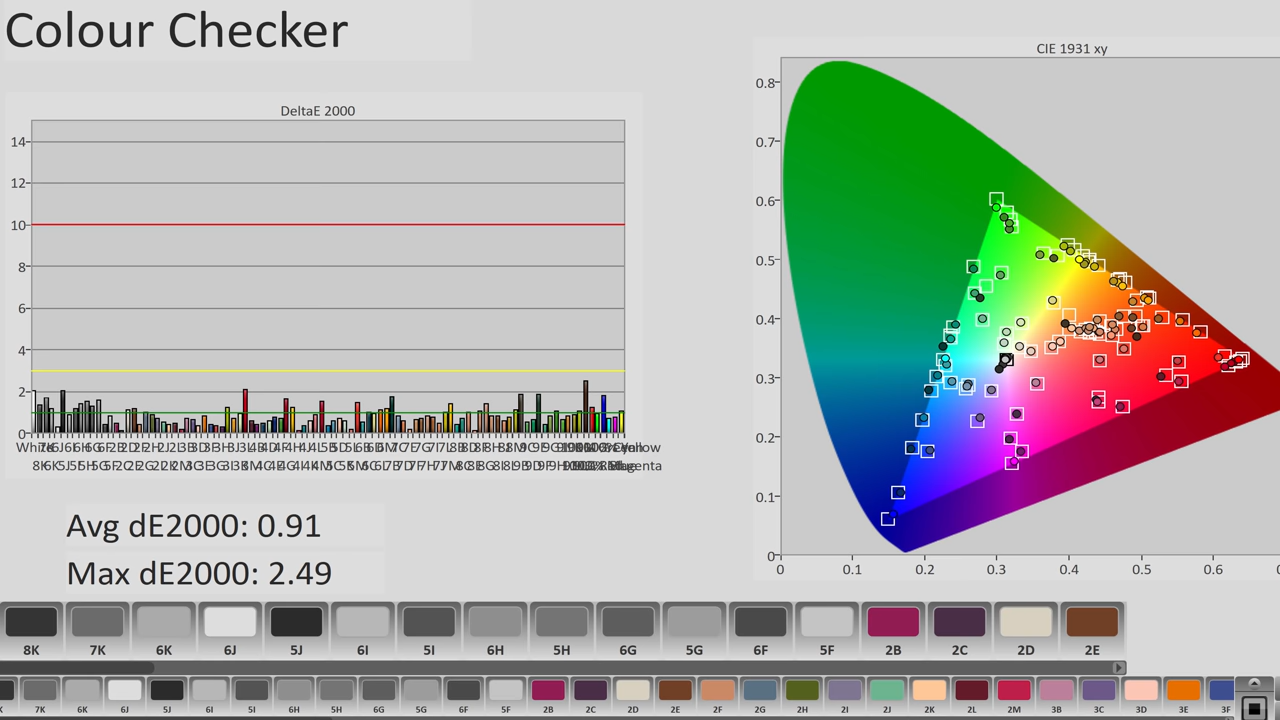 Colour Checker
DeltaE 2000
14
12
10
8
6
4
2
0
Avg dE2000: 0.91
Max dE2000: 2.49
CIE 1931 xy
0.8
0.7
0.6
0.5
0.4
0.3
0.2
0.1
0
0 0.1 0.2 0.3 0.4 0.5 0.6
8K 7K 6K 6J 5J 6I 5I 6H 5H 6G 5G 6F 5F 2B 2C 2D 2E
7K 6K 6J 5J 6I 5I 6H 5H 6G 5G 6F 5F 2B 2C 2D 2E 2F 2G 2H 2I 2J 2K 2L 2M 3B 3C 3D 3E 3F